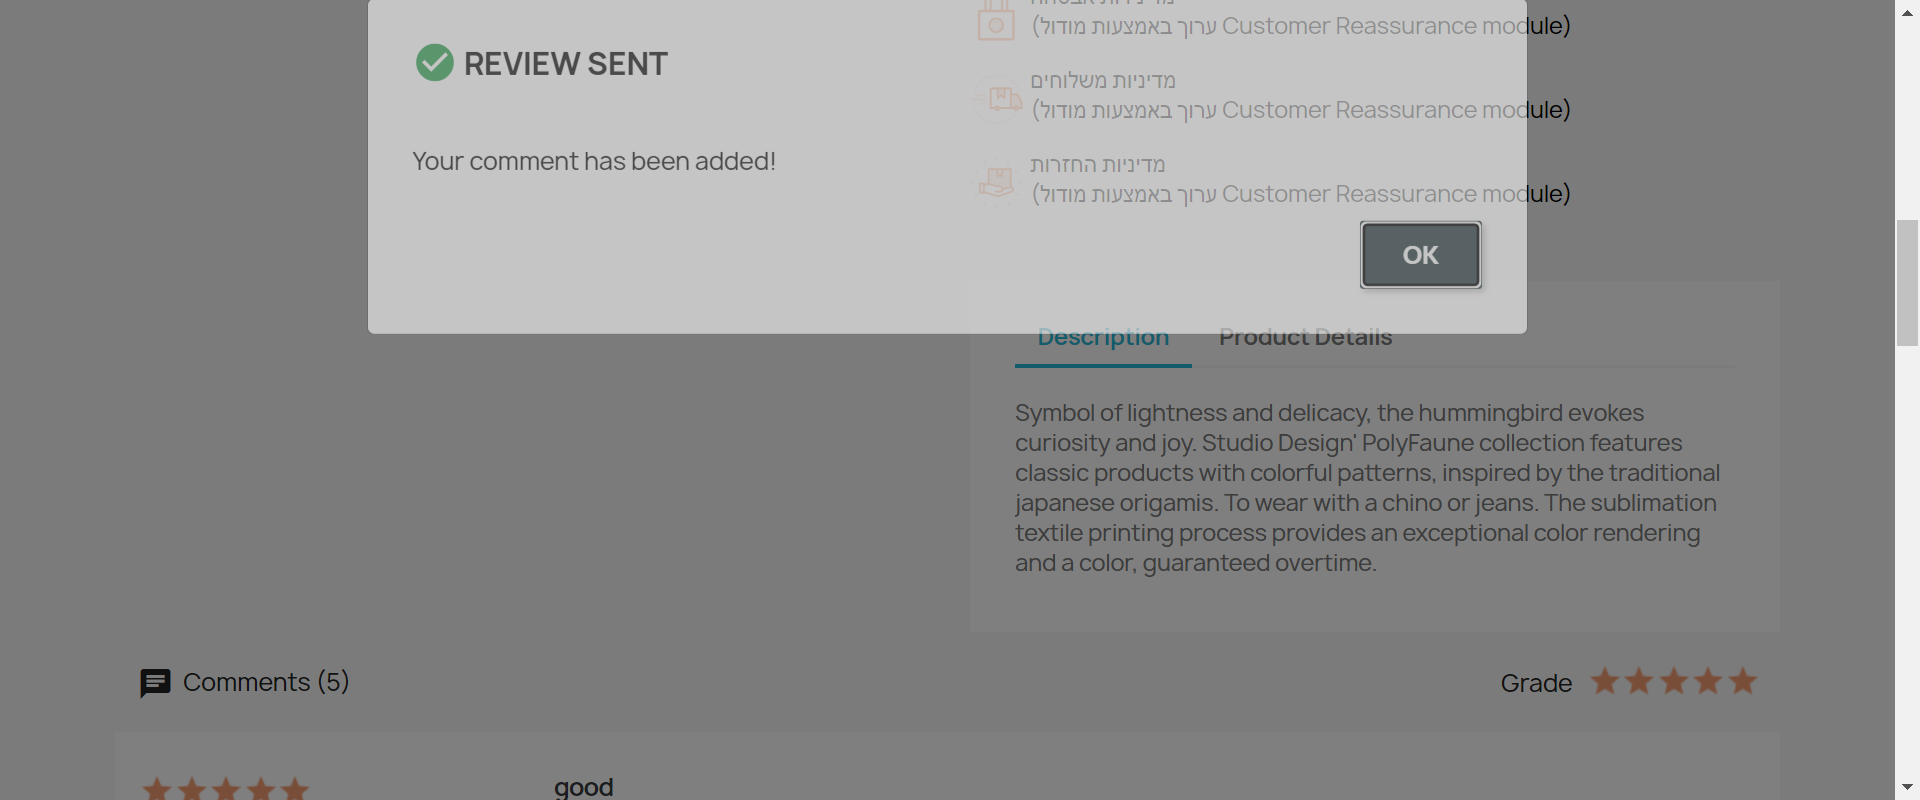 REVIEW SENT
Your comment has been added!
OK
מדיניות אבטחה
(ערוך באמצעות מודול Customer Reassurance module)
מדיניות משלוחים
(ערוך באמצעות מודול Customer Reassurance module)
מדיניות החזרות
(ערוך באמצעות מודול Customer Reassurance module)
Description
Product Details
Symbol of lightness and delicacy, the hummingbird evokes
curiosity and joy. Studio Design' PolyFaune collection features
classic products with colorful patterns, inspired by the traditional
japanese origamis. To wear with a chino or jeans. The sublimation
textile printing process provides an exceptional color rendering
and a color, guaranteed overtime.
Comments (5)
Grade
good